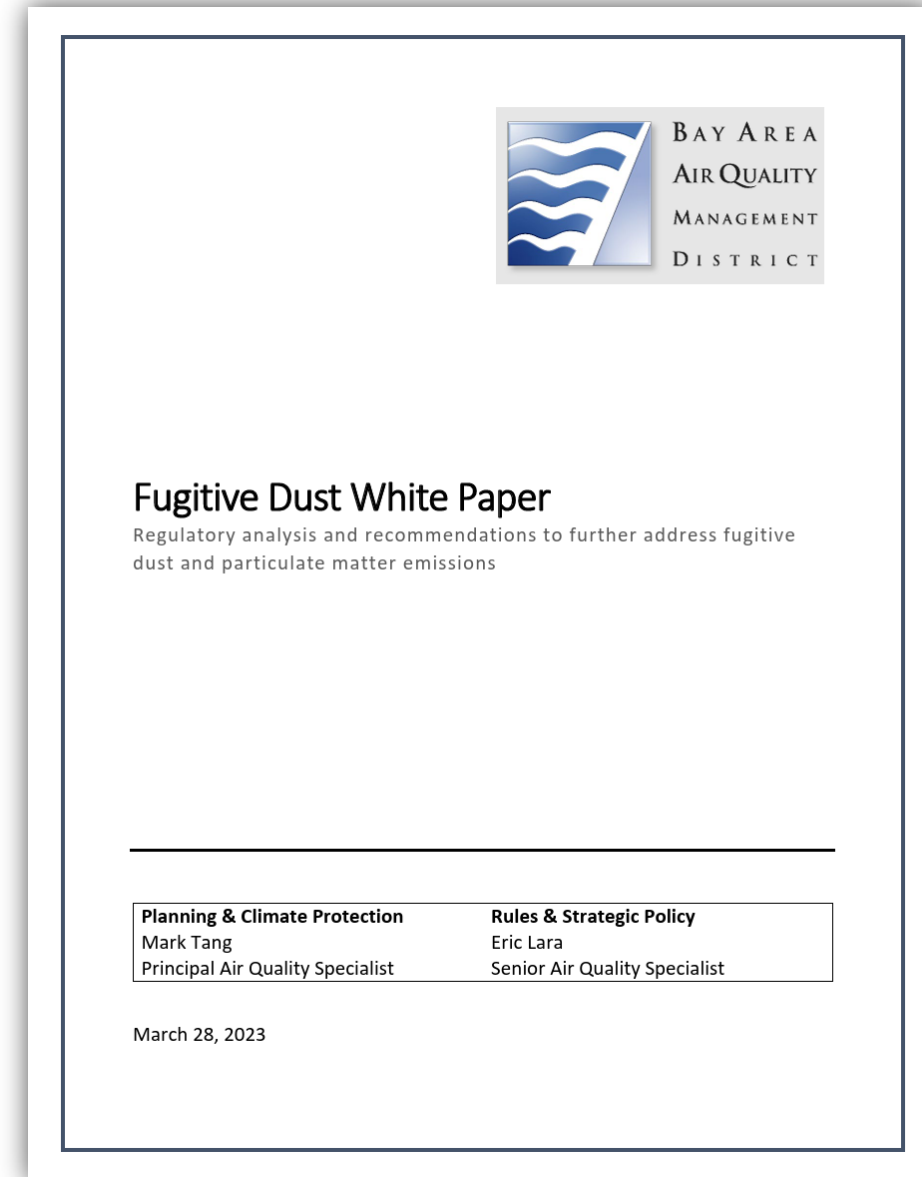 BAY AREA
AIR QUALITY
MANAGEMENT
DISTRICT
Fugitive Dust White Paper
Regulatory analysis and recommendations to further address fugitive
dust and particulate matter emissions
Planning & Climate Protection Rules & Strategic Policy
Mark Tang Eric Lara
Principal Air Quality Specialist Senior Air Quality Specialist
March 28, 2023